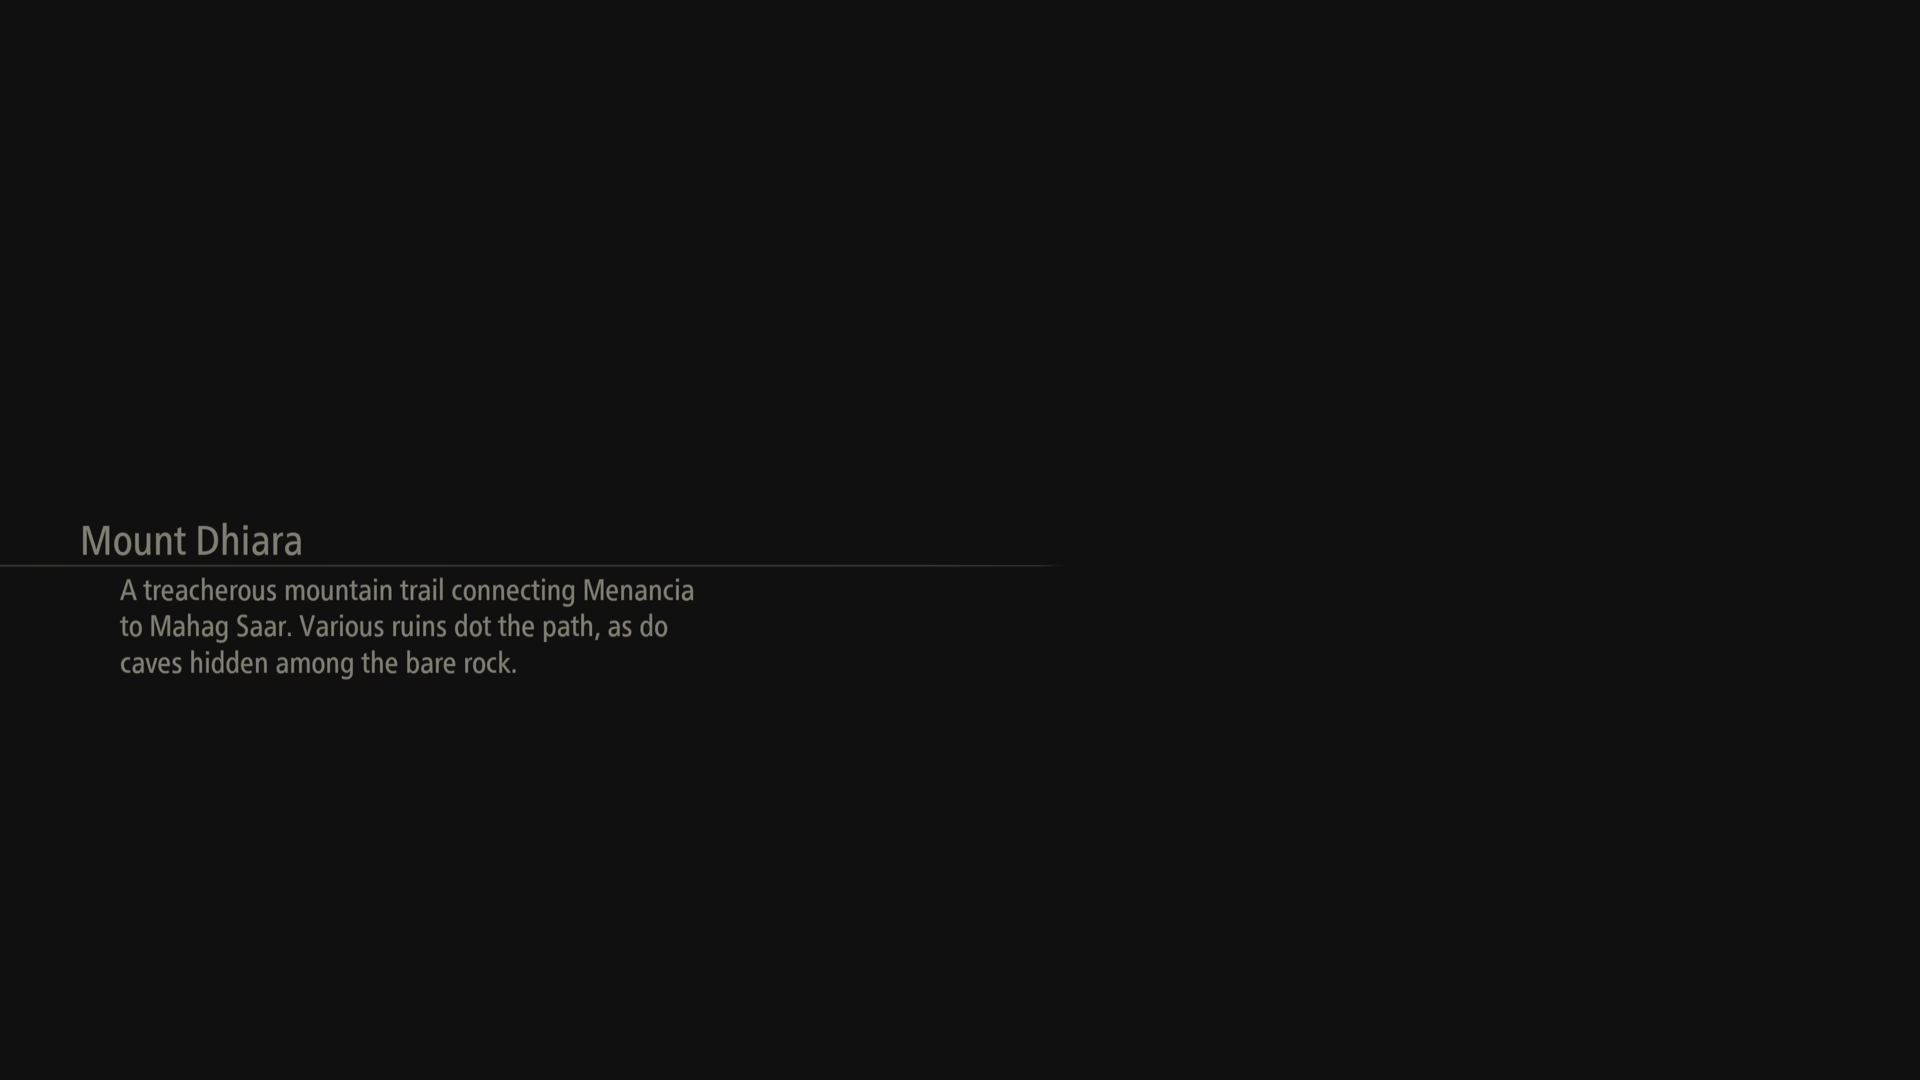 Mount Dhiara
A treacherous mountain trail connecting Menancia
to Mahag Saar. Various ruins dot the path, as do
caves hidden among the bare rock.